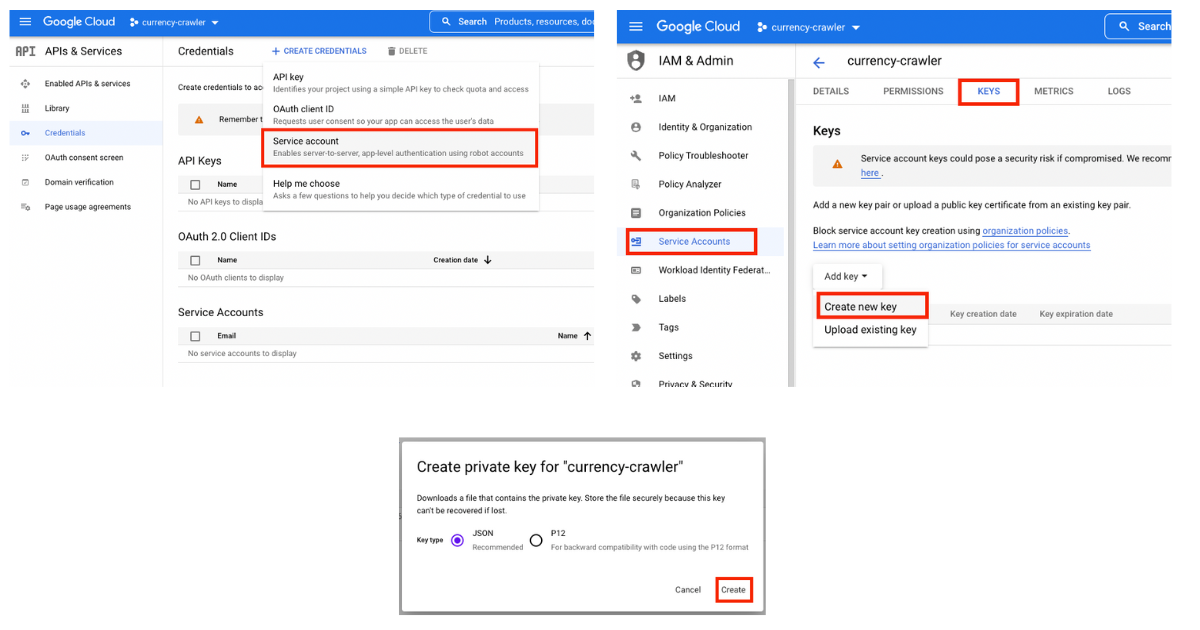 Google Cloud
currency-crawler
Search Products, resources, do
API APIs & Services
Enabled APIs & services
Library
Credentials
OAuth consent screen
Domain verification
Page usage agreements
Credentials
+ CREATE CREDENTIALS
DELETE
Create credentials to ac
Remember t
API key
Identifies your project using a simple API key to check quota and access
OAuth client ID
Requests user consent so your app can access the user's data
Service account
Enables server-to-server, app-level authentication using robot accounts
Help me choose
Asks a few questions to help you decide which type of credential to use
API Keys
Name
No API keys to displa
OAuth 2.0 Client IDs
Name
Creation date
No OAuth clients to display
Service Accounts
Email
Name
No service accounts to display
Google Cloud
currency-crawler
Search
IAM & Admin
IAM
Identity & Organization
Policy Troubleshooter
Policy Analyzer
Organization Policies
Service Accounts
Workload Identity Federat...
Labels
Tags
Settings
Privacy & Security
currency-crawler
DETAILS
PERMISSIONS
KEYS
METRICS
LOGS
Keys
Service account keys could pose a security risk if compromised. We recomm
here .
Add a new key pair or upload a public key certificate from an existing key pair.
Block service account key creation using organization policies.
Learn more about setting organization policies for service accounts
Add key
Create new key
Upload existing key
Key creation date
Key expiration date
Create private key for "currency-crawler"
Downloads a file that contains the private key. Store the file securely because this key
can't be recovered if lost.
Key type
JSON
Recommended
P12
For backward compatibility with code using the P12 format
Cancel
Create